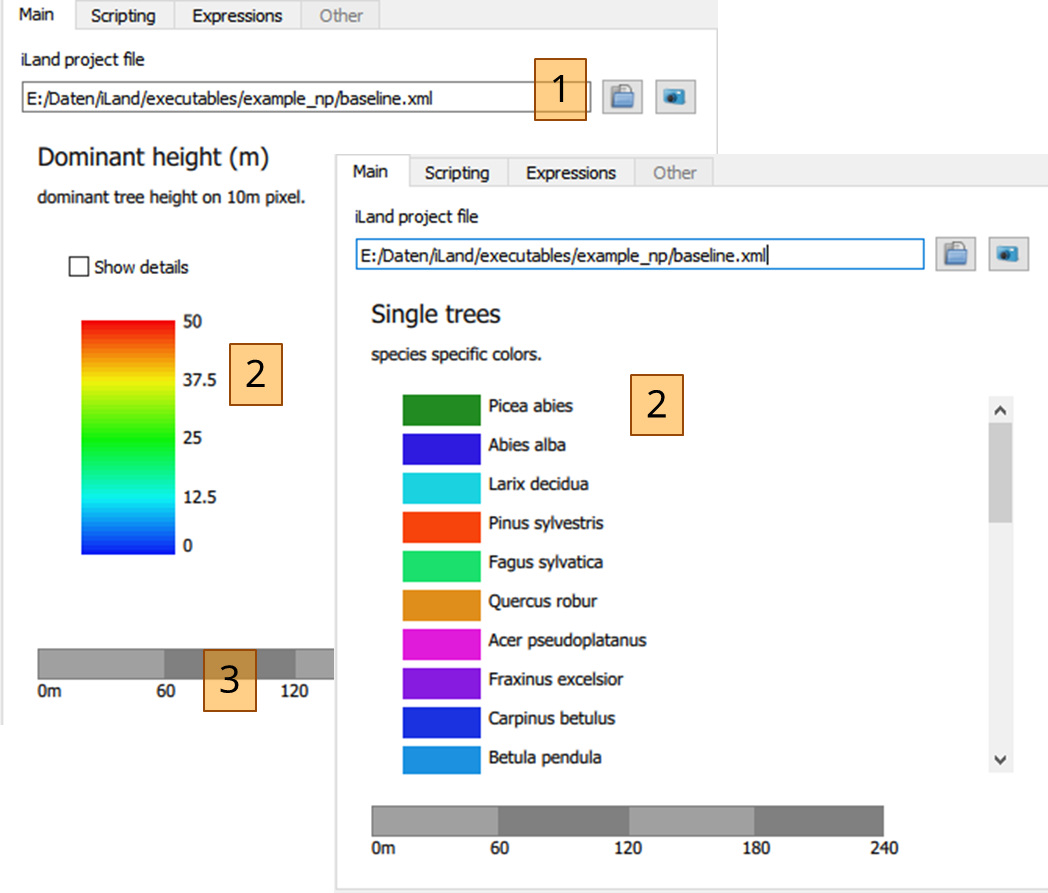 Main Scripting Expressions Other
iLand project file
E:/Daten/iLand/executables/example_np/baseline.xml
1
Dominant height (m)
dominant tree height on 10m pixel.
Show details
50
37.5
25
12.5
0
2
3
0m 60 120
Main Scripting Expressions Other
iLand project file
E:/Daten/iLand/executables/example_np/baseline.xml
Single trees
species specific colors.
2
Picea abies
Abies alba
Larix decidua
Pinus sylvestris
Fagus sylvatica
Quercus robur
Acer pseudoplatanus
Fraxinus excelsior
Carpinus betulus
Betula pendula
0m 60 120 180 240